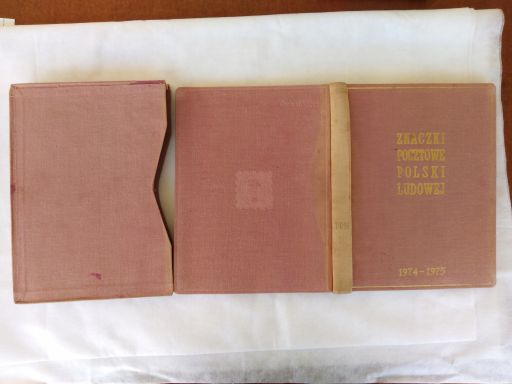 ZNACZKI
POCZTOWE
POLSKI
LUDOWEJ
1974-1975